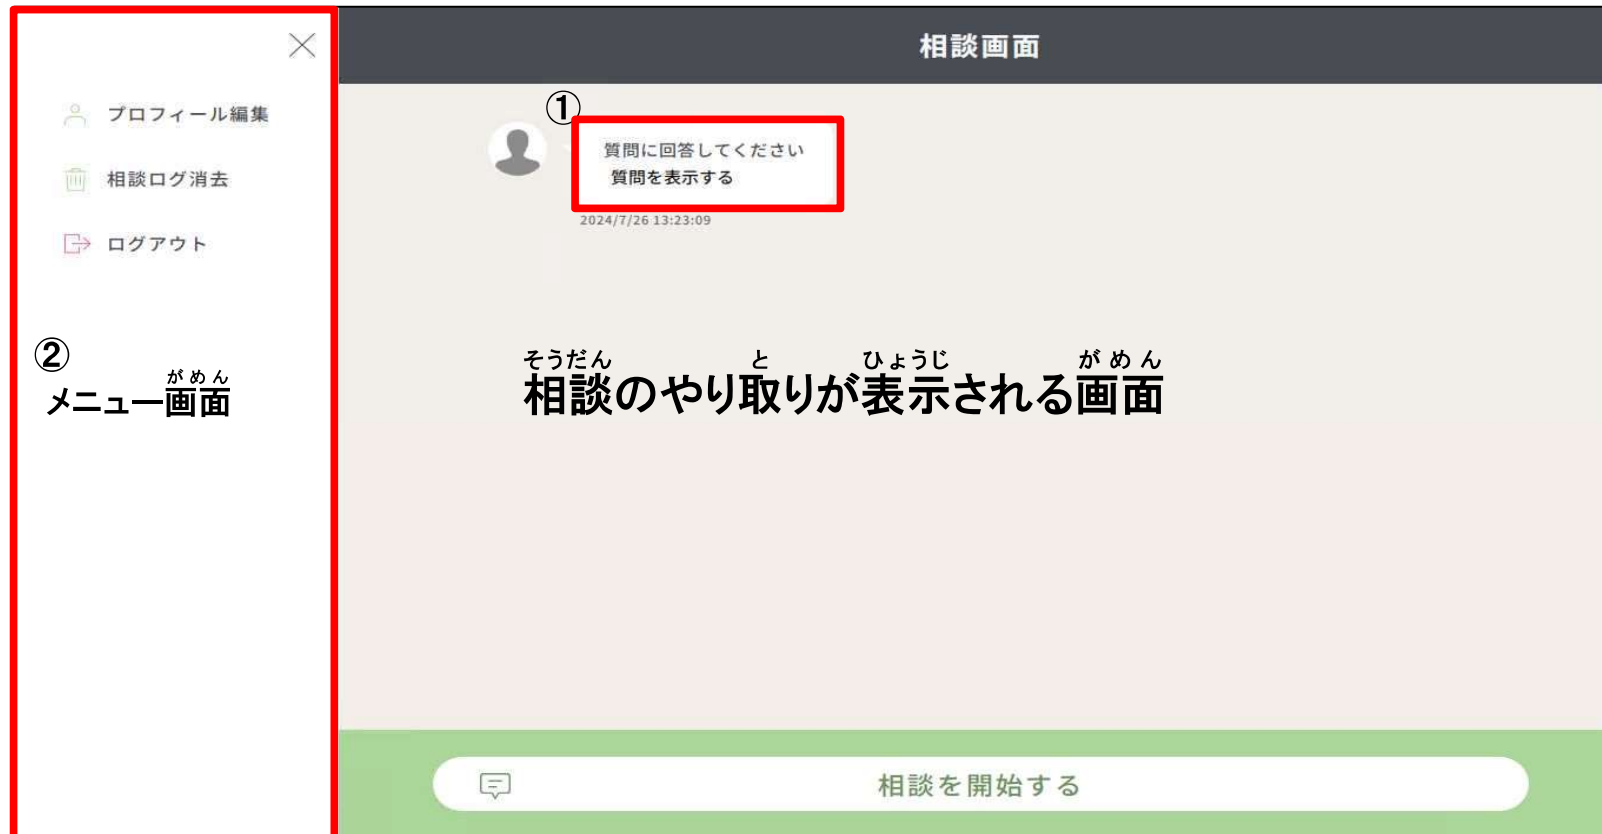 相談画面
プロフィール編集
相談ログ消去
ログアウト
②
がめん
メニュー画面
①
質問に回答してください
質問を表示する
2024/7/26 13:23:09
そうだん と ひょうじ がめん
相談のやり取りが表示される画面
相談を開始する